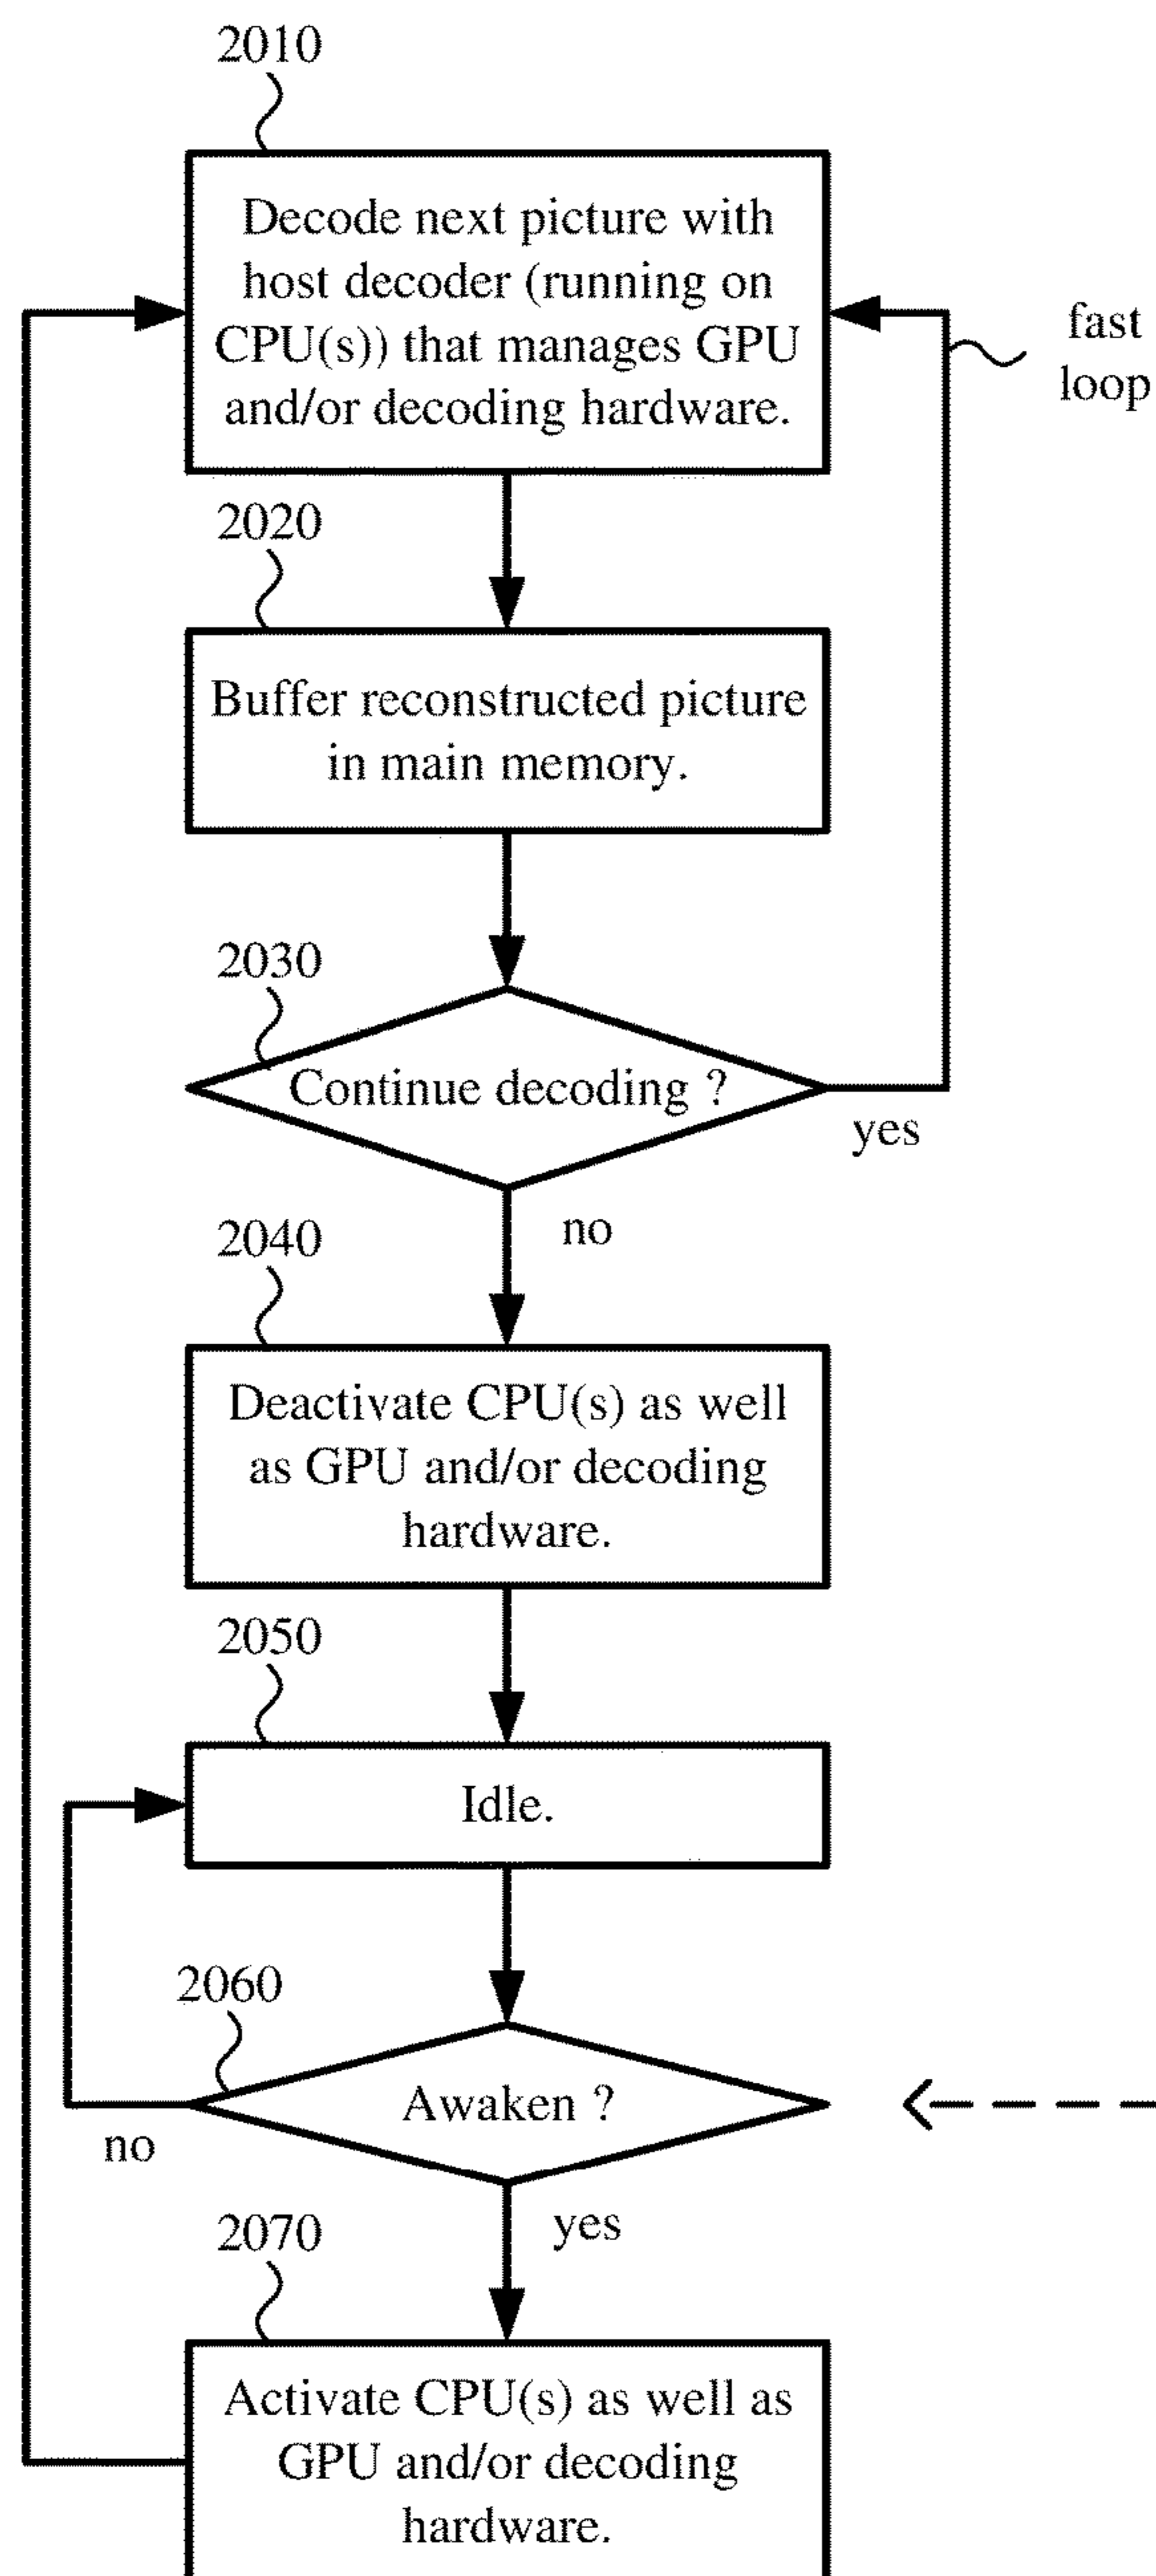 2010
Decode next picture with
host decoder (running on
CPU(s)) that manages GPU
and/or decoding hardware.
fast
loop
2020
Buffer reconstructed picture
in main memory.
2030
Continue decoding ?
yes
no
2040
Deactivate CPU(s) as well
as GPU and/or decoding
hardware.
2050
Idle.
2060
Awaken ?
no
yes
2070
Activate CPU(s) as well as
GPU and/or decoding
hardware.